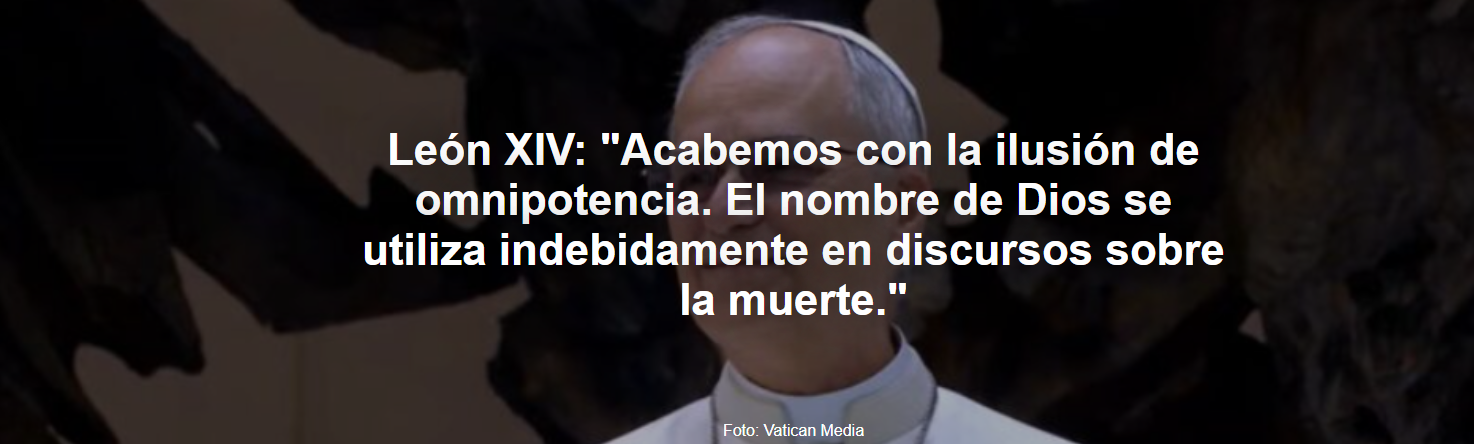 León XIV: "Acabemos con la ilusión de
omnipotencia. El nombre de Dios se
utiliza indebidamente en discursos sobre
la muerte."
Foto: Vatican Media